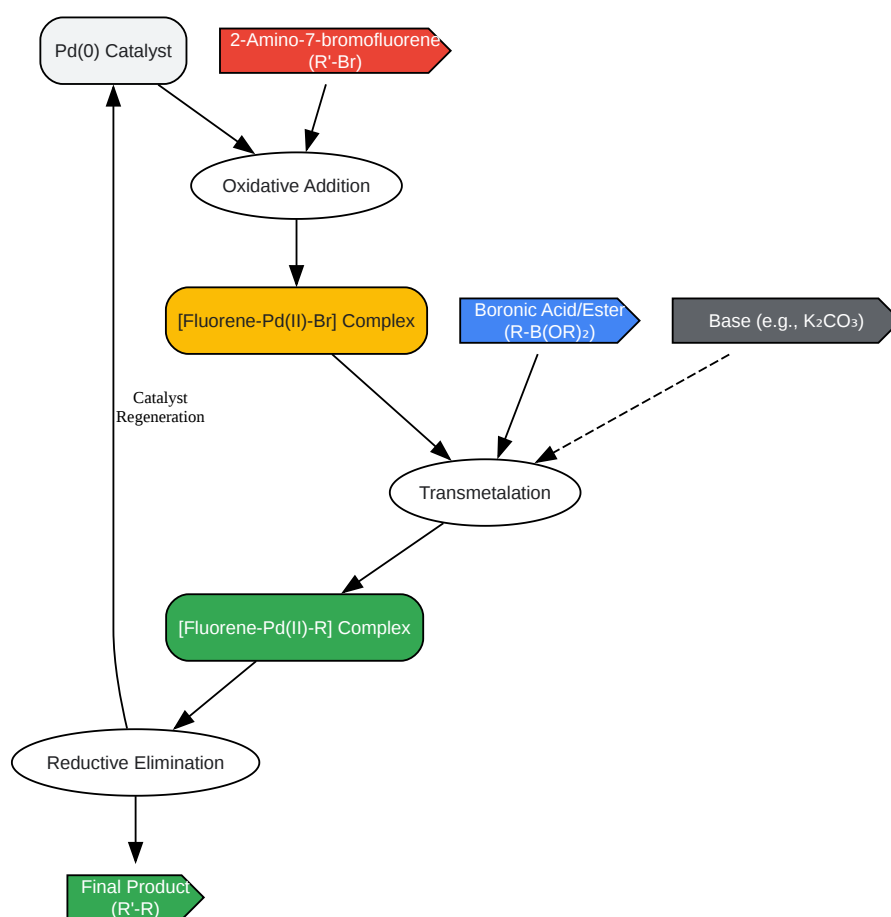 Pd(0) Catalyst
2-Amino-7-bromofluorene
(R'-Br)
Oxidative Addition
[Fluorene-Pd(II)-Br] Complex
Boronic Acid/Ester
(R-B(OR)₂)
Base (e.g., K₂CO₃)
Catalyst
Regeneration
Transmetalation
[Fluorene-Pd(II)-R] Complex
Reductive Elimination
Final Product
(R'-R)